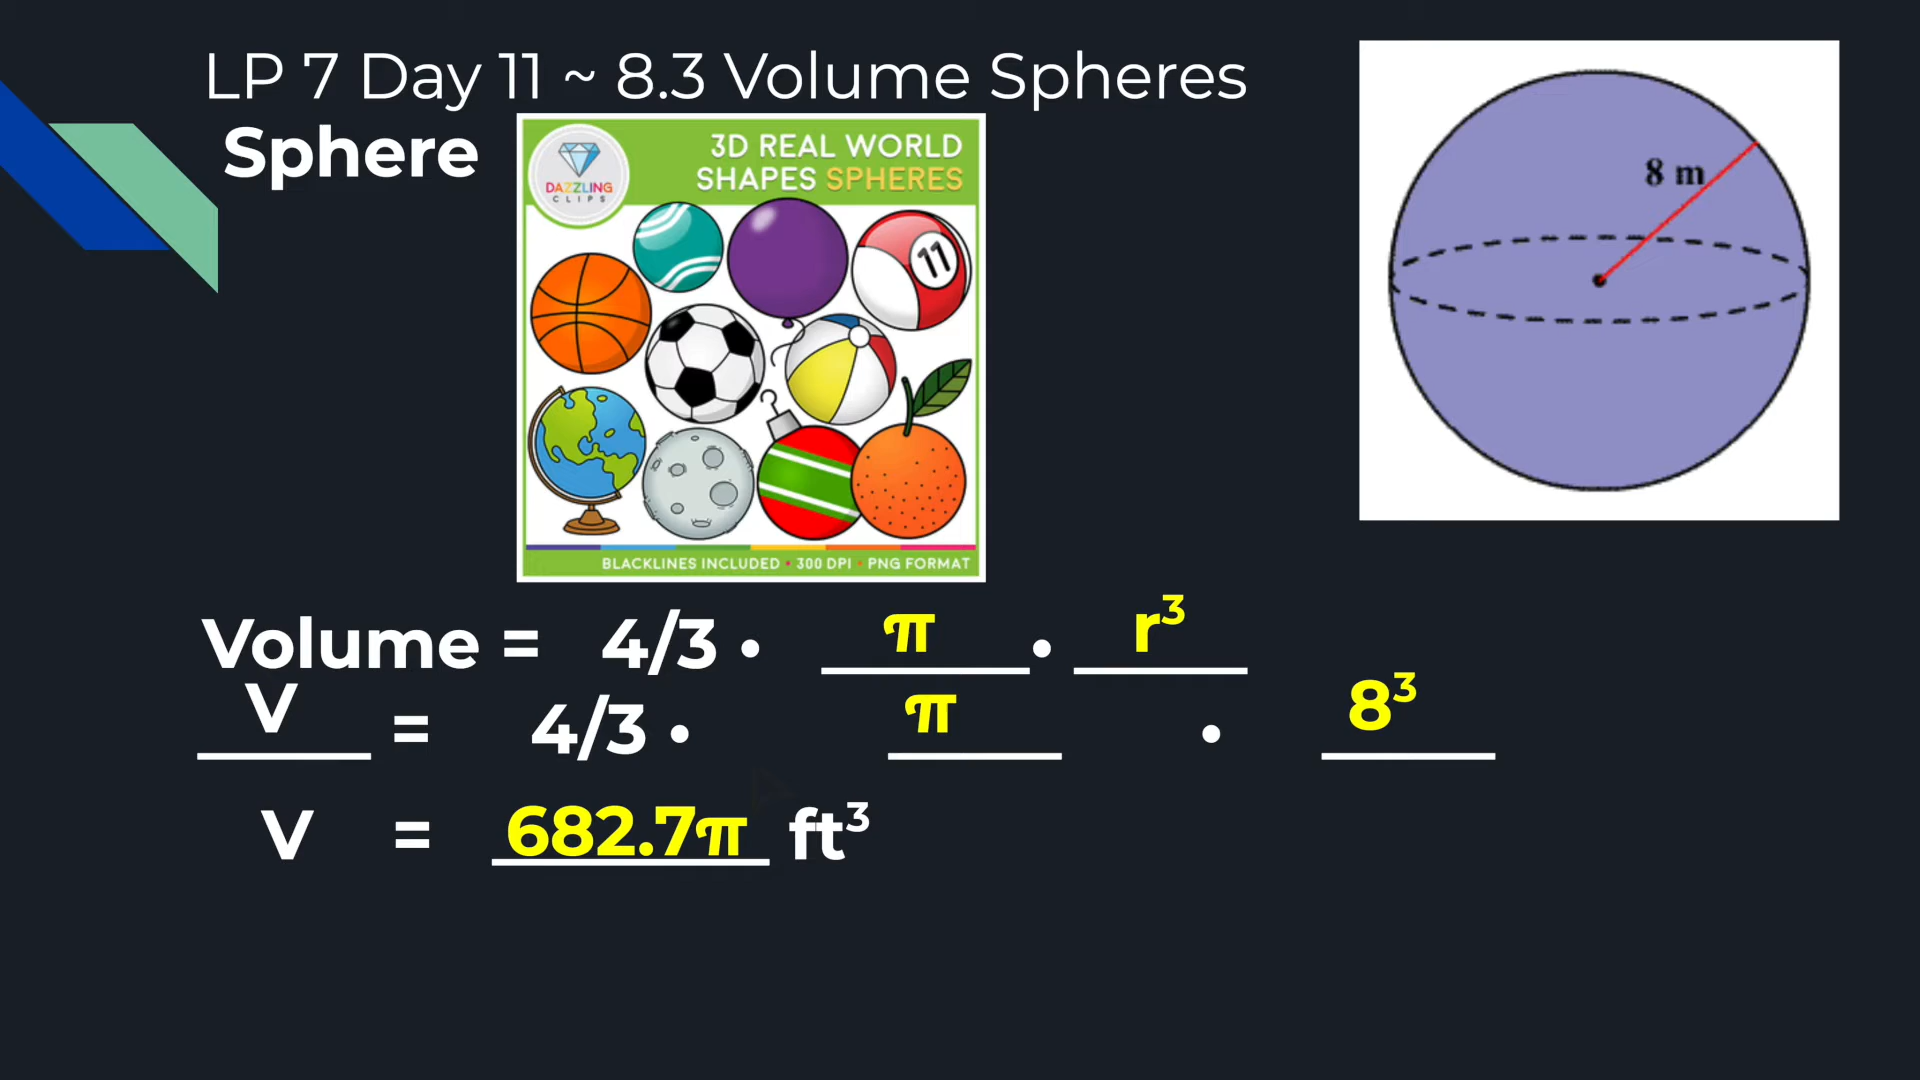 LP 7 Day 11 ~ 8.3 Volume Spheres
Sphere
DAZZLING
CLIPS
3D REAL WORLD
SHAPES SPHERES
11
BLACKLINES INCLUDED • 300 DPI • PNG FORMAT
8 m
Volume = 4/3 • π • r³
V = 4/3 • π • 8³
V = 682.7π ft³